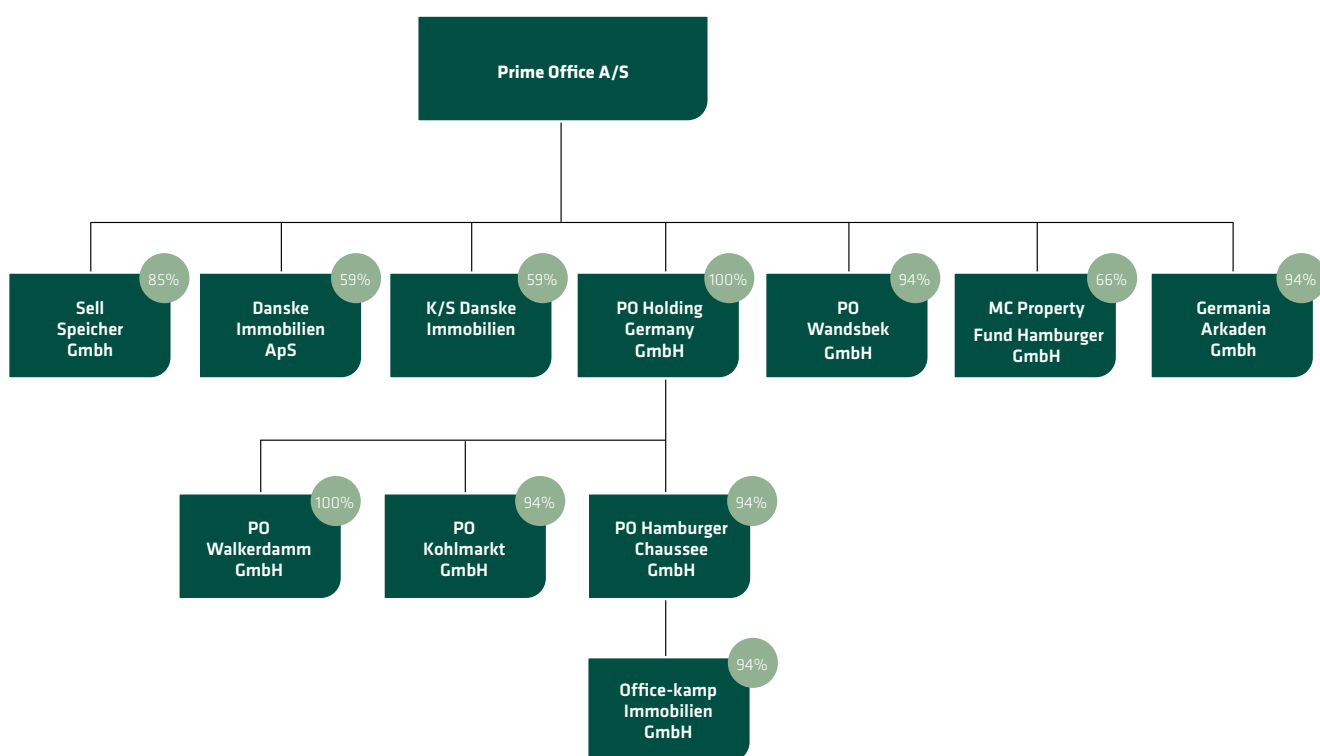 Prime Office A/S
85%
Sell
Speicher
Gmbh
59%
Danske
Immobilien
ApS
59%
K/S Danske
Immobilien
100%
PO Holding
Germany
GmbH
94%
PO
Wandsbek
GmbH
66%
MC Property
Fund Hamburger
GmbH
94%
Germania
Arkaden
Gmbh
100%
PO
Walkerdamm
GmbH
94%
PO
Kohlmarkt
GmbH
94%
PO Hamburger
Chaussee
GmbH
94%
Office-kamp
Immobilien
GmbH